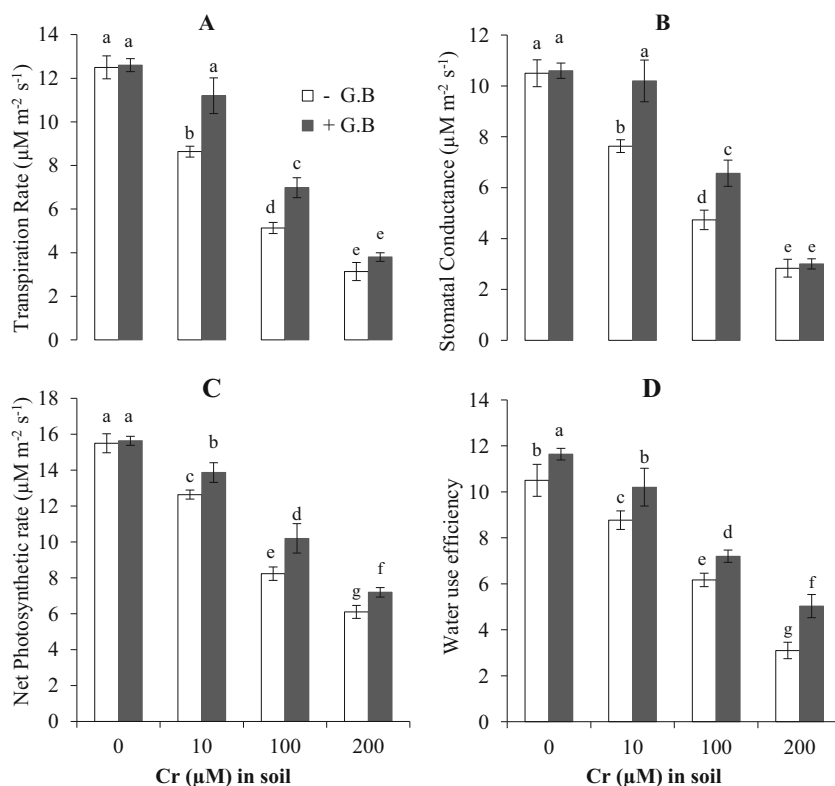 A
Transpiration Rate (µM m⁻² s⁻¹)
14
12
10
8
6
4
2
0
a a
b a
d c
e e
- G.B
+ G.B
B
Stomatal Conductance (µM m⁻² s⁻¹)
12
10
8
6
4
2
0
a a
b a
d c
e e
C
Net Photosynthetic rate (µM m⁻² s⁻¹)
18
16
14
12
10
8
6
4
2
0
a a
c b
e d
g f
0 10 100 200
Cr (µM) in soil
D
Water use efficiency
14
12
10
8
6
4
2
0
b a
c b
e d
g f
0 10 100 200
Cr (µM) in soil